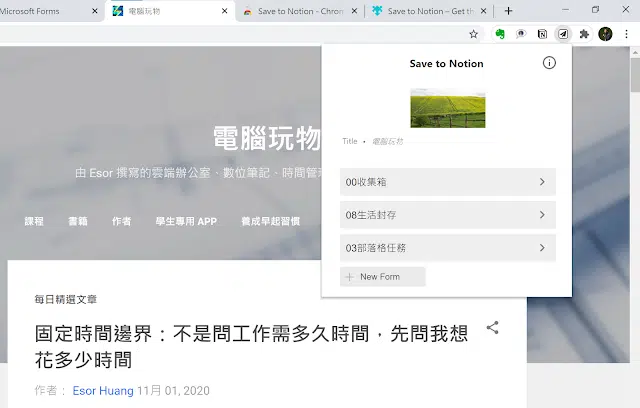 Microsoft Forms
電腦玩物
Save to Notion - Chron
Save to Notion – Get th
Save to Notion
Title • 電腦玩物
00收集箱
08生活封存
03部落格任務
New Form
電腦玩物
由 Esor 撰寫的雲端辦公室、數位筆記、時間管
課程
書籍
作者
學生專用 APP
養成早起習慣
每日精選文章
固定時間邊界：不是問工作需多久時間，先問我想
花多少時間
作者： Esor Huang 11月 01, 2020